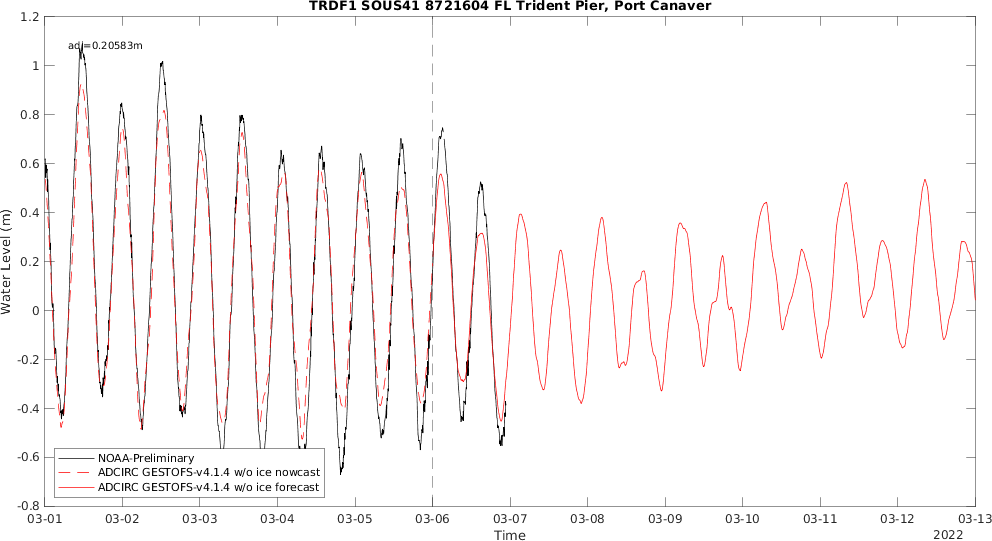 TRDF1 SOUS41 8721604 FL Trident Pier, Port Canaver
adj=0.20583m
Water Level (m)
1.2
1
0.8
0.6
0.4
0.2
0
-0.2
-0.4
-0.6
-0.8
NOAA-Preliminary
ADCIRC GESTOFS-v4.1.4 w/o ice nowcast
ADCIRC GESTOFS-v4.1.4 w/o ice forecast
03-01 03-02 03-03 03-04 03-05 03-06 03-07 03-08 03-09 03-10 03-11 03-12 03-13
Time
2022